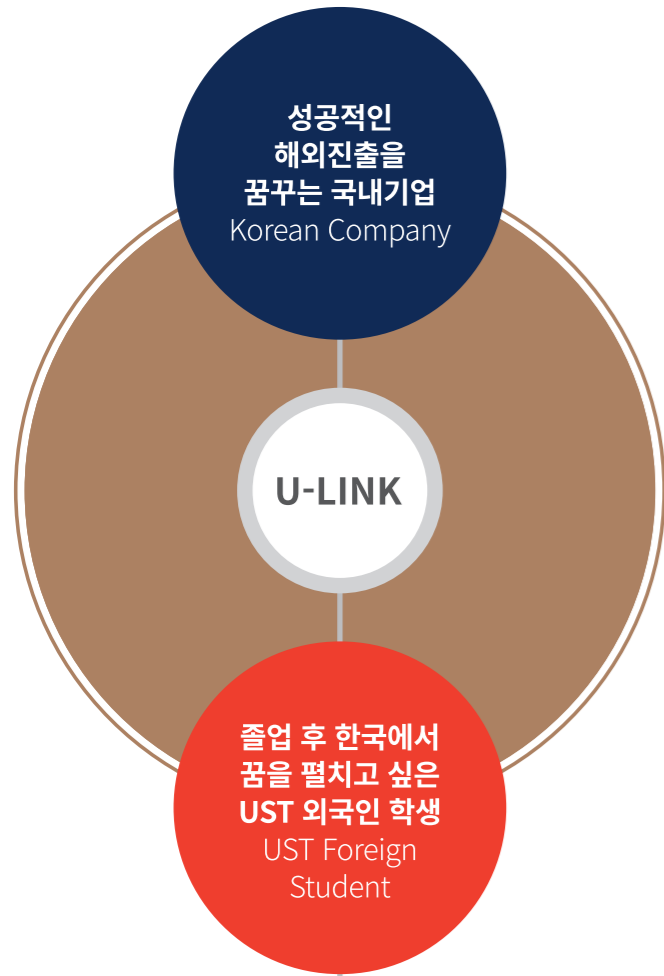 성공적인
해외진출을
꿈꾸는 국내기업
Korean Company
U-LINK
졸업 후 한국에서
꿈을 펼치고 싶은
UST 외국인 학생
UST Foreign
Student